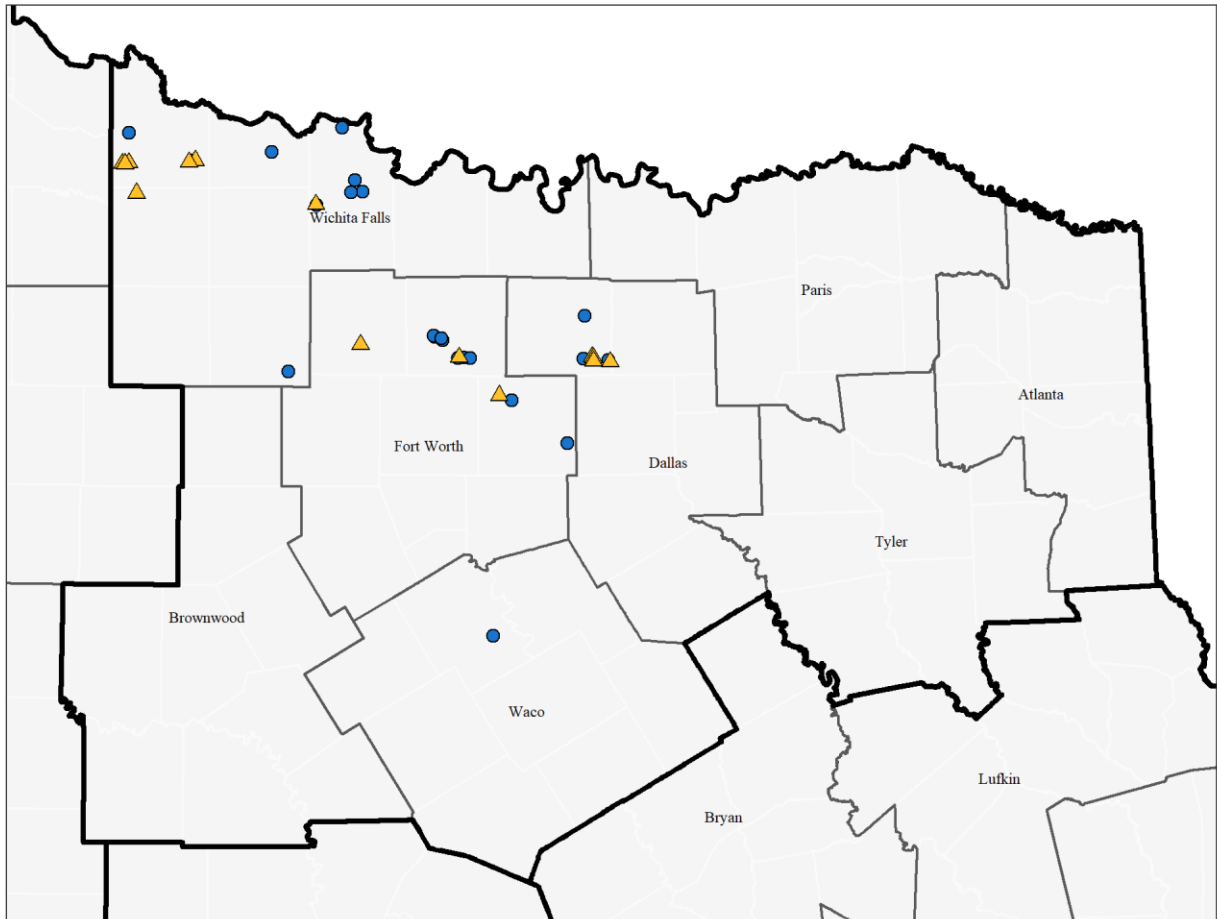 Wichita Falls
Paris
Atlanta
Fort Worth
Dallas
Tyler
Brownwood
Waco
Lufkin
Bryan